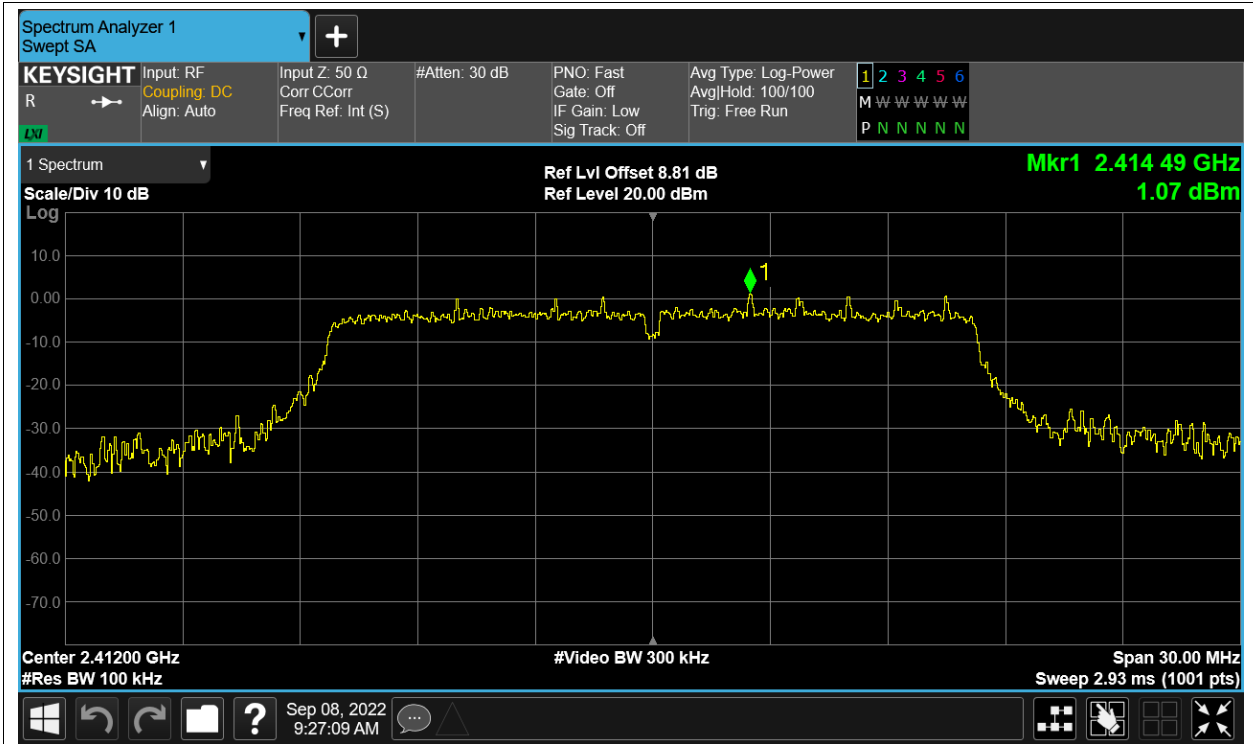 Spectrum Analyzer 1
Swept SA
KEYSIGHT
R
LXI
Input: RF
Coupling: DC
Align: Auto
Input Z: 50 Ω
Corr CCorr
Freq Ref: Int (S)
#Atten: 30 dB
PNO: Fast
Gate: Off
IF Gain: Low
Sig Track: Off
Avg Type: Log-Power
Avg|Hold: 100/100
Trig: Free Run
1 2 3 4 5 6
M W W W W W W
P N N N N N
1 Spectrum
Scale/Div 10 dB
Log
Ref Lvl Offset 8.81 dB
Ref Level 20.00 dBm
Mkr1 2.414 49 GHz
1.07 dBm
1
10.0
0.00
-10.0
-20.0
-30.0
-40.0
-50.0
-60.0
-70.0
Center 2.41200 GHz
#Video BW 300 kHz
Span 30.00 MHz
#Res BW 100 kHz
Sweep 2.93 ms (1001 pts)
?
Sep 08, 2022
9:27:09 AM